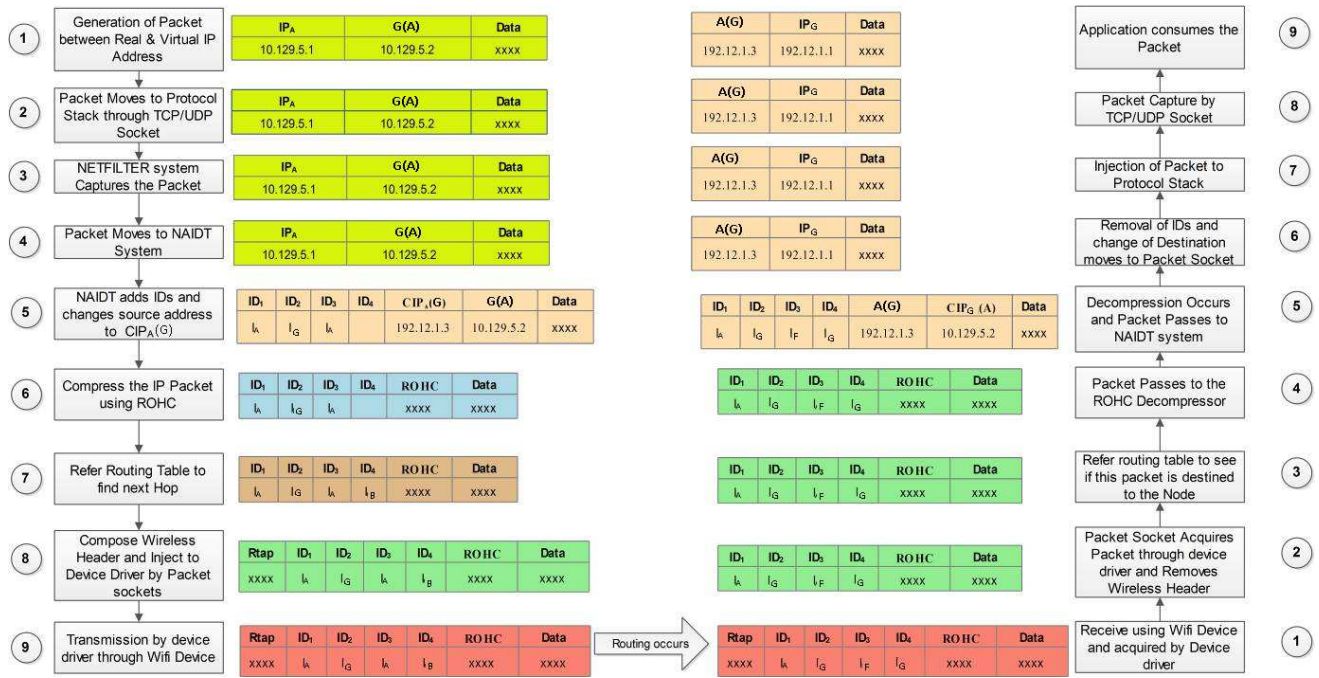 1
Generation of Packet
between Real & Virtual IP
Address
IPA G(A) Data
10.129.5.1 10.129.5.2 xxxx
A(G) IPG Data
192.12.1.3 192.12.1.1 xxxx
Application consumes the
Packet
9
2
Packet Moves to Protocol
Stack through TCP/UDP
Socket
IPA G(A) Data
10.129.5.1 10.129.5.2 xxxx
A(G) IPG Data
192.12.1.3 192.12.1.1 xxxx
Packet Capture by
TCP/UDP Socket
8
3
NETFILTER system
Captures the Packet
IPA G(A) Data
10.129.5.1 10.129.5.2 xxxx
A(G) IPG Data
192.12.1.3 192.12.1.1 xxxx
Injection of Packet to
Protocol Stack
7
4
Packet Moves to NAIDT
System
IPA G(A) Data
10.129.5.1 10.129.5.2 xxxx
A(G) IPG Data
192.12.1.3 192.12.1.1 xxxx
Removal of IDs and
change of Destination
moves to Packet Socket
6
5
NAIDT adds IDs and
changes source address
to CIPA(G)
ID1 ID2 ID3 ID4 CIPA(G) G(A) Data
IA IG IA 192.12.1.3 10.129.5.2 xxxx
ID1 ID2 ID3 ID4 A(G) CIPG (A) Data
IA IG IF IG 192.12.1.3 10.129.5.2 xxxx
Decompression Occurs
and Packet Passes to
NAIDT system
5
6
Compress the IP Packet
using ROHC
ID1 ID2 ID3 ID4 ROHC Data
IA IG IA xxxx xxxx
ID1 ID2 ID3 ID4 ROHC Data
IA IG IF IG xxxx xxxx
Packet Passes to the
ROHC Decompressor
4
7
Refer Routing Table to
find next Hop
ID1 ID2 ID3 ID4 ROHC Data
IA IG IA IB xxxx xxxx
ID1 ID2 ID3 ID4 ROHC Data
IA IG IF IG xxxx xxxx
Refer routing table to see
if this packet is destined
to the Node
3
8
Compose Wireless
Header and Inject to
Device Driver by Packet
sockets
Rtap ID1 ID2 ID3 ID4 ROHC Data
xxxx IA IG IA IB xxxx xxxx
ID1 ID2 ID3 ID4 ROHC Data
IA IG IF IG xxxx xxxx
Packet Socket Acquires
Packet through device
driver and Removes
Wireless Header
2
9
Transmission by device
driver through Wifi Device
Rtap ID1 ID2 ID3 ID4 ROHC Data
xxxx IA IG IA IB xxxx xxxx
Routing occurs
Rtap ID1 ID2 ID3 ID4 ROHC Data
xxxx IA IG IF IG xxxx xxxx
Receive using Wifi Device
and acquired by Device
driver
1